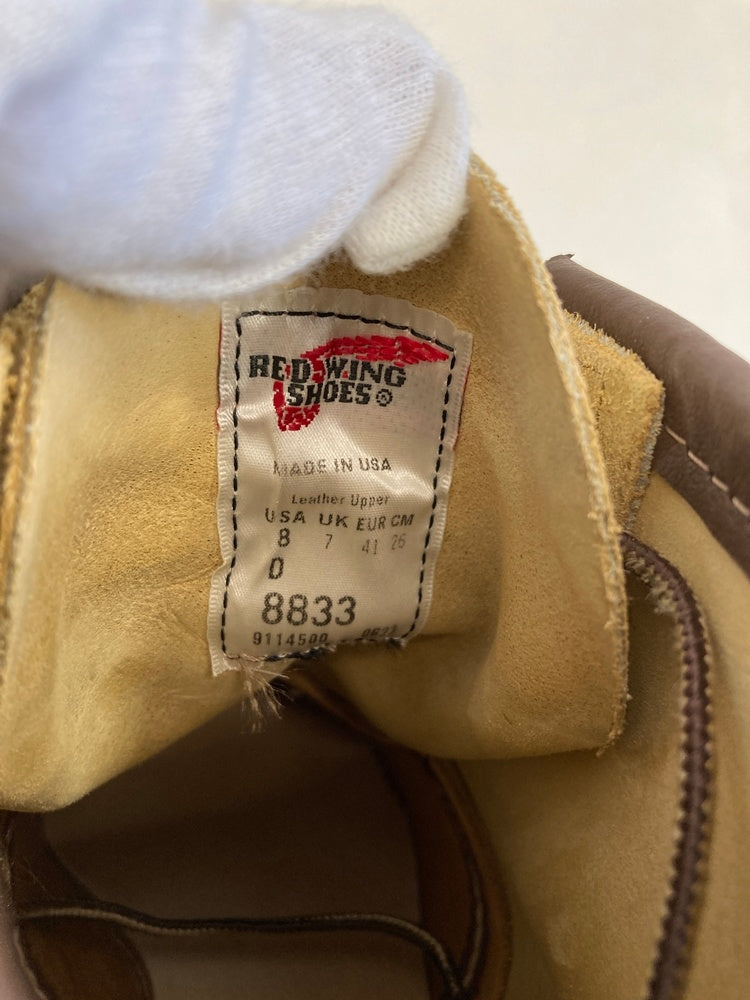 RED WING
SHOES®
MADE IN USA
Leather Upper
USA UK EUR CM
8 7 41 26
D
8833
9114500